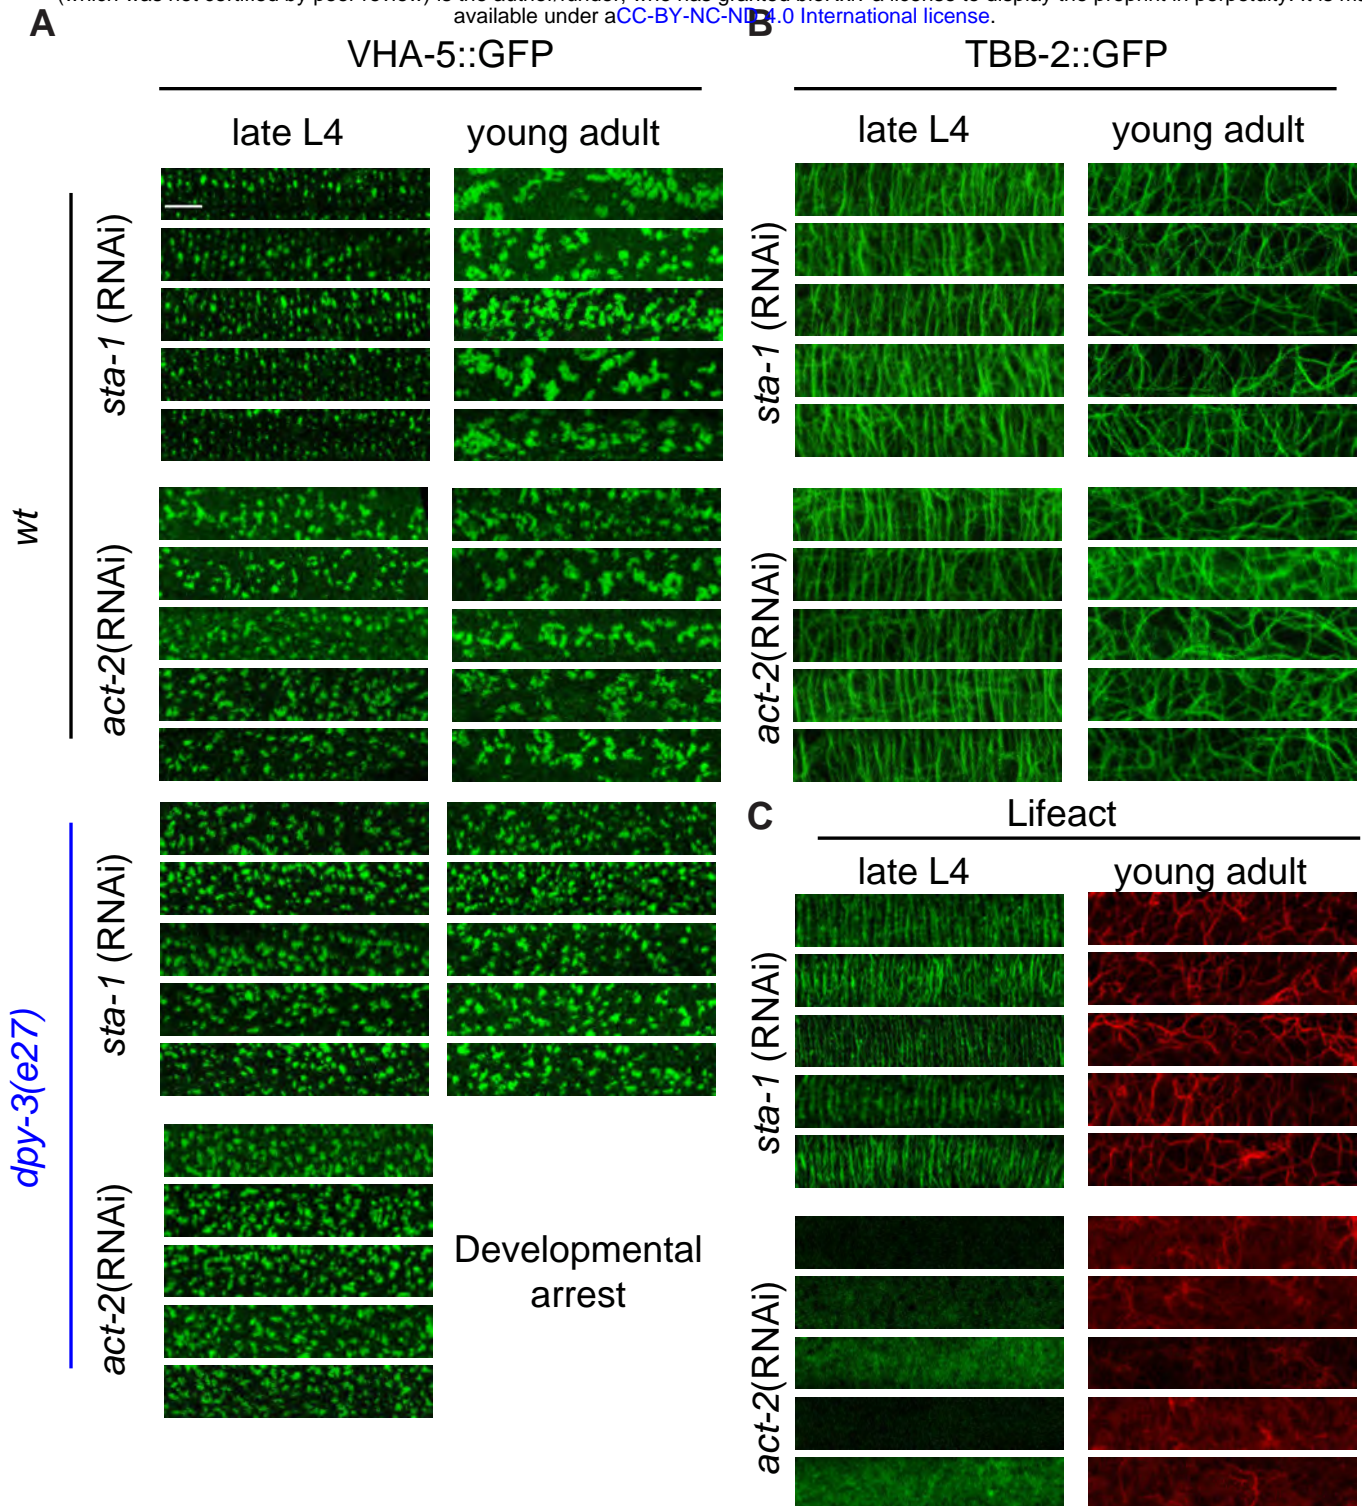 available under aCC-BY-NC-ND 4.0 International license.
A
VHA-5::GFP
late L4
young adult
wt
sta-1 (RNAi)
act-2(RNAi)
dpy-3(e27)
sta-1 (RNAi)
act-2(RNAi)
Developmental
arrest
B
TBB-2::GFP
late L4
young adult
sta-1 (RNAi)
act-2(RNAi)
C
Lifeact
late L4
young adult
sta-1 (RNAi)
act-2(RNAi)